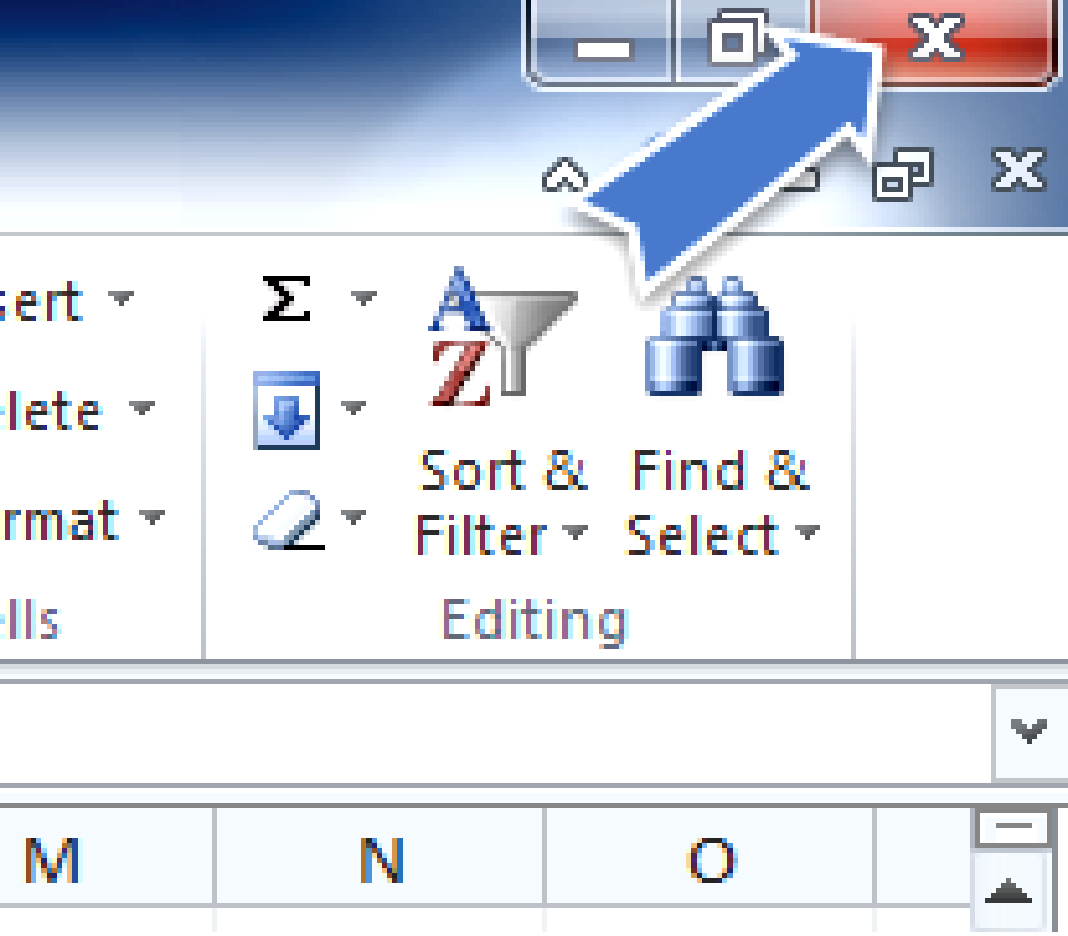 sert
Σ
lete
Sort &
Filter
Find &
Select
rmat
lls
Editing
M N O